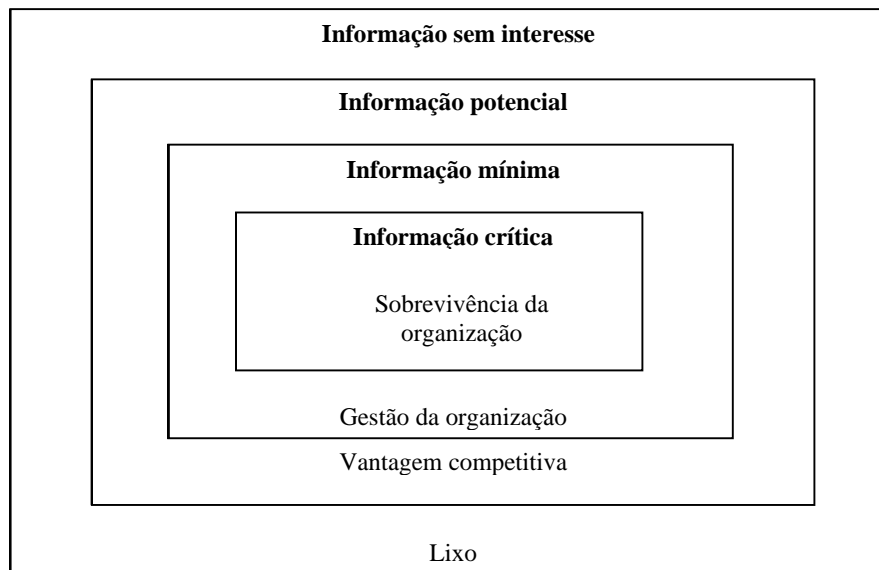 Informação sem interesse
Informação potencial
Informação mínima
Informação crítica
Sobrevivência da
organização
Gestão da organização
Vantagem competitiva
Lixo